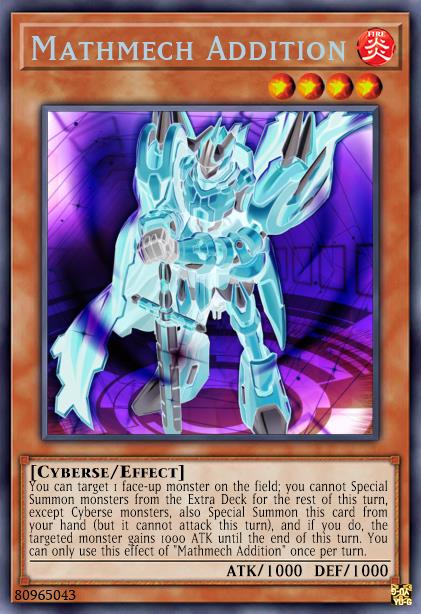 MATHMECH ADDITION
FIRE
炎
[CYBERSE/EFFECT]
You can target 1 face-up monster on the field; you cannot Special
Summon monsters from the Extra Deck for the rest of this turn,
except Cyberse monsters, also Special Summon this card from
your hand (but it cannot attack this turn), and if you do, the
targeted monster gains 1000 ATK until the end of this turn. You
can only use this effect of "Mathmech Addition" once per turn.
ATK/1000 DEF/1000
80965043